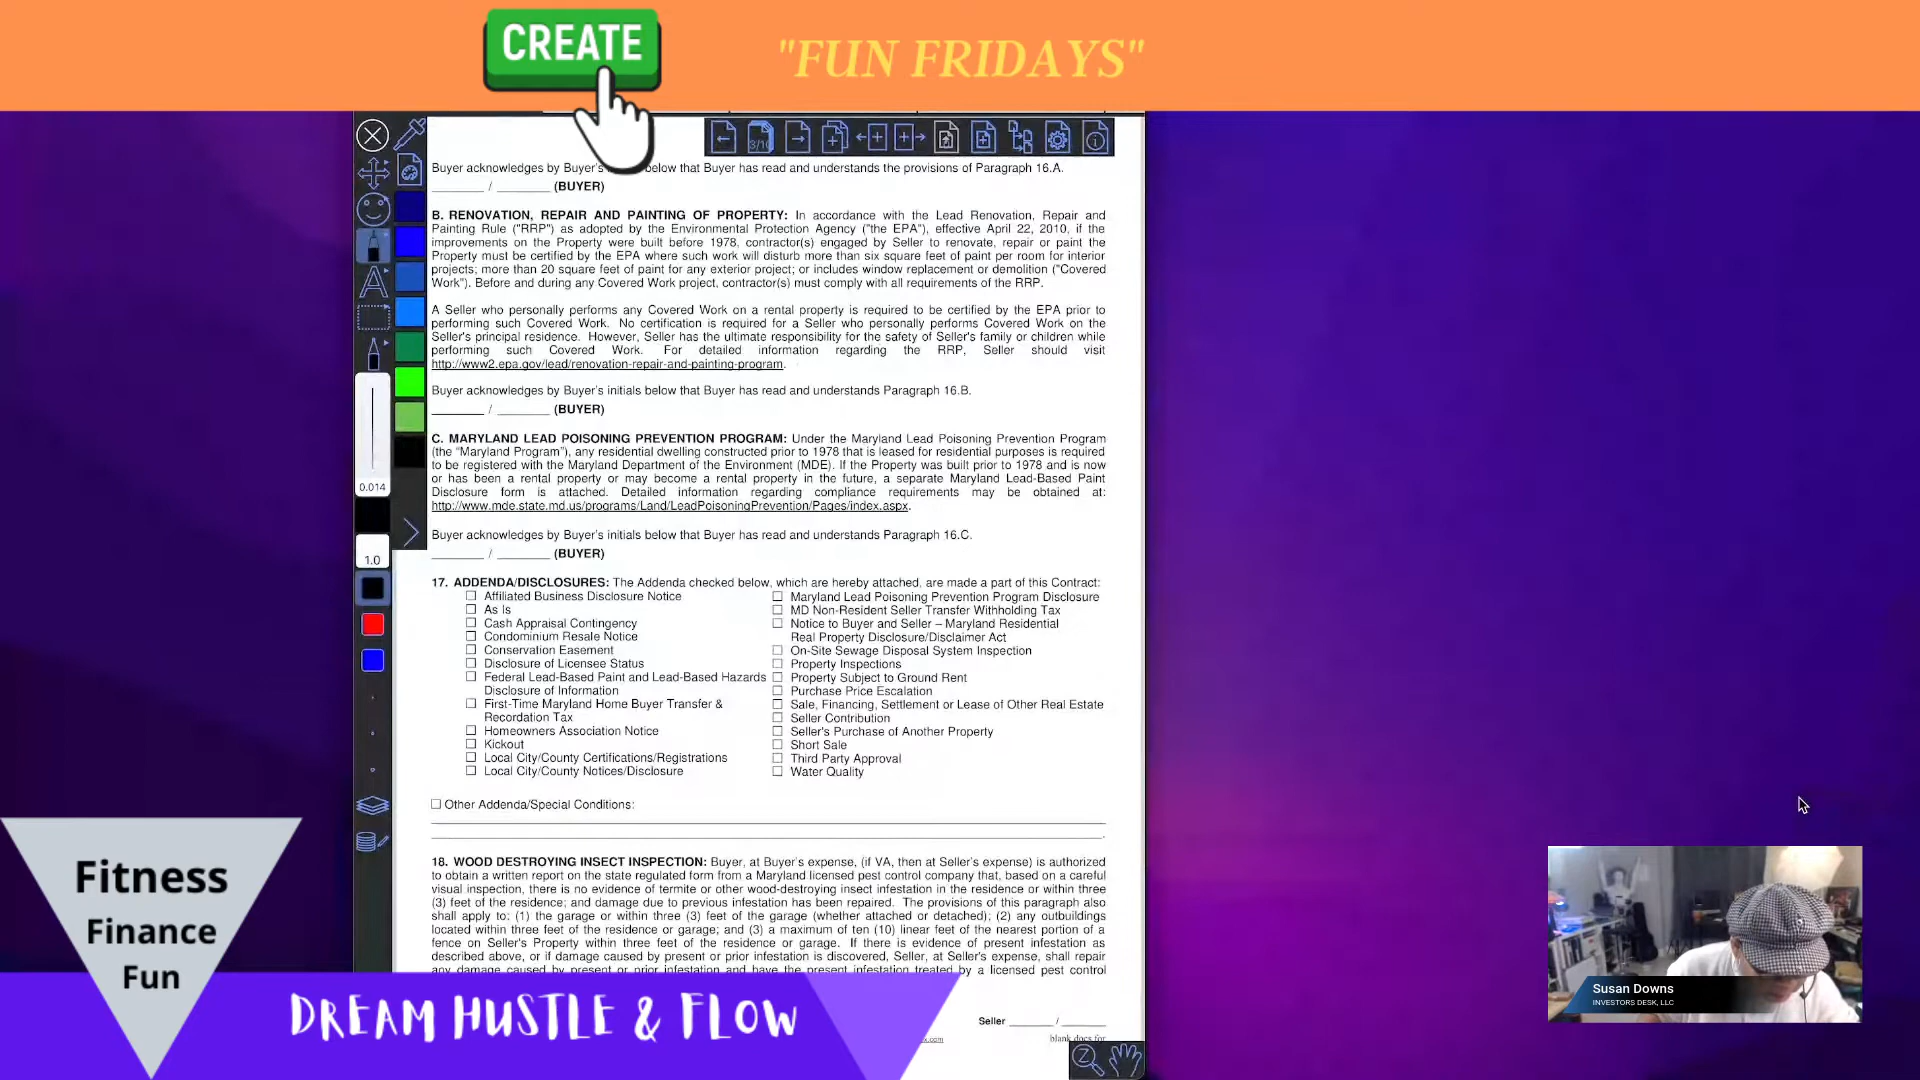 CREATE
"FUN FRIDAYS"
3/10
Buyer acknowledges by Buyer's below that Buyer has read and understands the provisions of Paragraph 16.A.
________ / ________ (BUYER)
B. RENOVATION, REPAIR AND PAINTING OF PROPERTY: In accordance with the Lead Renovation, Repair and
Painting Rule ("RRP") as adopted by the Environmental Protection Agency ("the EPA"), effective April 22, 2010, if the
improvements on the Property were built before 1978, contractor(s) engaged by Seller to renovate, repair or paint the
Property must be certified by the EPA where such work will disturb more than six square feet of paint per room for interior
projects; more than 20 square feet of paint for any exterior project; or includes window replacement or demolition ("Covered
Work"). Before and during any Covered Work project, contractor(s) must comply with all requirements of the RRP.
A Seller who personally performs any Covered Work on a rental property is required to be certified by the EPA prior to
performing such Covered Work. No certification is required for a Seller who personally performs Covered Work on the
Seller's principal residence. However, Seller has the ultimate responsibility for the safety of Seller's family or children while
performing such Covered Work. For detailed information regarding the RRP, Seller should visit
http://www2.epa.gov/lead/renovation-repair-and-painting-program.
Buyer acknowledges by Buyer's initials below that Buyer has read and understands Paragraph 16.B.
________ / ________ (BUYER)
C. MARYLAND LEAD POISONING PREVENTION PROGRAM: Under the Maryland Lead Poisoning Prevention Program
(the "Maryland Program"), any residential dwelling constructed prior to 1978 that is leased for residential purposes is required
to be registered with the Maryland Department of the Environment (MDE). If the Property was built prior to 1978 and is now
or has been a rental property or may become a rental property in the future, a separate Maryland Lead-Based Paint
Disclosure form is attached. Detailed information regarding compliance requirements may be obtained at:
http://www.mde.state.md.us/programs/Land/LeadPoisoningPrevention/Pages/index.aspx.
Buyer acknowledges by Buyer's initials below that Buyer has read and understands Paragraph 16.C.
________ / ________ (BUYER)
17. ADDENDA/DISCLOSURES: The Addenda checked below, which are hereby attached, are made a part of this Contract:
☐ Affiliated Business Disclosure Notice
☐ As Is
☐ Cash Appraisal Contingency
☐ Condominium Resale Notice
☐ Conservation Easement
☐ Disclosure of Licensee Status
☐ Federal Lead-Based Paint and Lead-Based Hazards
Disclosure of Information
☐ First-Time Maryland Home Buyer Transfer &
Recordation Tax
☐ Homeowners Association Notice
☐ Kickout
☐ Local City/County Certifications/Registrations
☐ Local City/County Notices/Disclosure
☐ Maryland Lead Poisoning Prevention Program Disclosure
☐ MD Non-Resident Seller Transfer Withholding Tax
☐ Notice to Buyer and Seller – Maryland Residential
Real Property Disclosure/Disclaimer Act
☐ On-Site Sewage Disposal System Inspection
☐ Property Inspections
☐ Property Subject to Ground Rent
☐ Purchase Price Escalation
☐ Sale, Financing, Settlement or Lease of Other Real Estate
☐ Seller Contribution
☐ Seller's Purchase of Another Property
☐ Short Sale
☐ Third Party Approval
☐ Water Quality
☐ Other Addenda/Special Conditions:
18. WOOD DESTROYING INSECT INSPECTION: Buyer, at Buyer's expense, (if VA, then at Seller's expense) is authorized
to obtain a written report on the state regulated form from a Maryland licensed pest control company that, based on a careful
visual inspection, there is no evidence of termite or other wood-destroying insect infestation in the residence or within three
(3) feet of the residence; and damage due to previous infestation has been repaired. The provisions of this paragraph also
shall apply to: (1) the garage or within three (3) feet of the garage (whether attached or detached); (2) any outbuildings
located within three feet of the residence or garage; and (3) a maximum of ten (10) linear feet of the nearest portion of a
fence on Seller's Property within three feet of the residence or garage. If there is evidence of present infestation as
described above, or if damage caused by present or prior infestation is discovered, Seller, at Seller's expense, shall repair
any damage caused by present or prior infestation and have the present infestation treated by a licensed pest control
Seller _______ / _______
blank docs for
0.014
1.0
A
Z
Fitness
Finance
Fun
DREAM HUSTLE & FLOW
Susan Downs
INVESTORS DESK, LLC